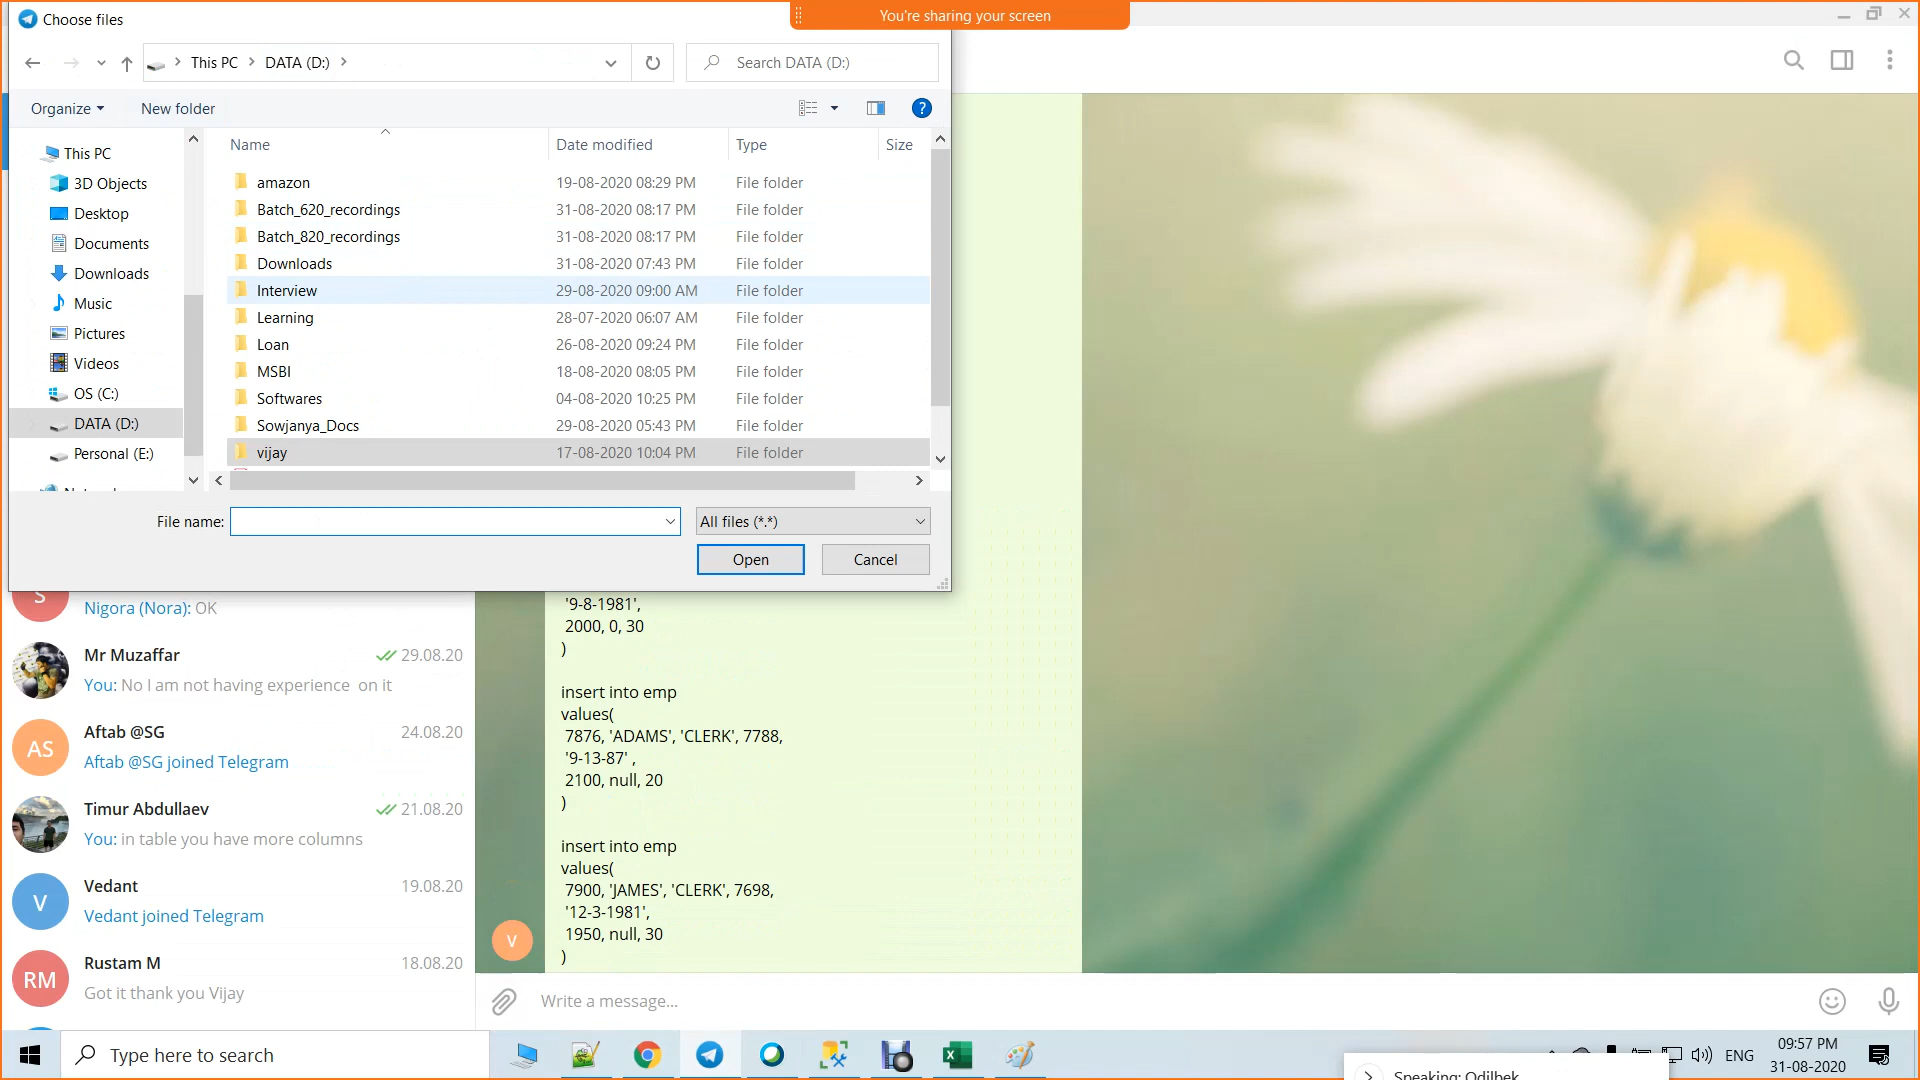 Choose files
You're sharing your screen
This PC
DATA (D:)
Search DATA (D:)
Organize
New folder
?
Name
Date modified
Type
Size
This PC
3D Objects
Desktop
Documents
Downloads
Music
Pictures
Videos
OS (C:)
DATA (D:)
Personal (E:)
amazon 19-08-2020 08:29 PM File folder
Batch_620_recordings 31-08-2020 08:17 PM File folder
Batch_820_recordings 31-08-2020 08:17 PM File folder
Downloads 31-08-2020 07:43 PM File folder
Interview 29-08-2020 09:00 AM File folder
Learning 28-07-2020 06:07 AM File folder
Loan 26-08-2020 09:24 PM File folder
MSBI 18-08-2020 08:05 PM File folder
Softwares 04-08-2020 10:25 PM File folder
Sowjanya_Docs 29-08-2020 05:43 PM File folder
vijay 17-08-2020 10:04 PM File folder
File name:
All files (*.*)
Open
Cancel
S
Nigora (Nora): OK
Mr Muzaffar 29.08.20
You: No I am not having experience on it
AS
Aftab @SG 24.08.20
Aftab @SG joined Telegram
Timur Abdullaev 21.08.20
You: in table you have more columns
V
Vedant 19.08.20
Vedant joined Telegram
RM
Rustam M 18.08.20
Got it thank you Vijay
'9-8-1981',
2000, 0, 30
)
insert into emp
values(
7876, 'ADAMS', 'CLERK', 7788,
'9-13-87' ,
2100, null, 20
)
insert into emp
values(
7900, 'JAMES', 'CLERK', 7698,
'12-3-1981',
1950, null, 30
)
V
Write a message...
Type here to search
ENG
09:57 PM
31-08-2020
Speaking: Odilbek